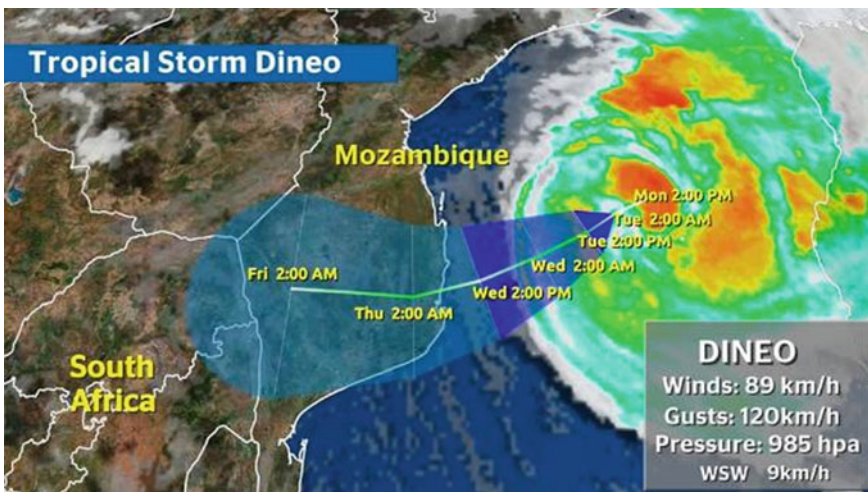 Tropical Storm Dineo
Mozambique
Mon 2:00 PM
Tue 2:00 AM
Tue 2:00 PM
Wed 2:00 AM
Fri 2:00 AM
Wed 2:00 PM
Thu 2:00 AM
South
Africa
DINEO
Winds: 89 km/h
Gusts: 120km/h
Pressure: 985 hpa
WSW 9km/h